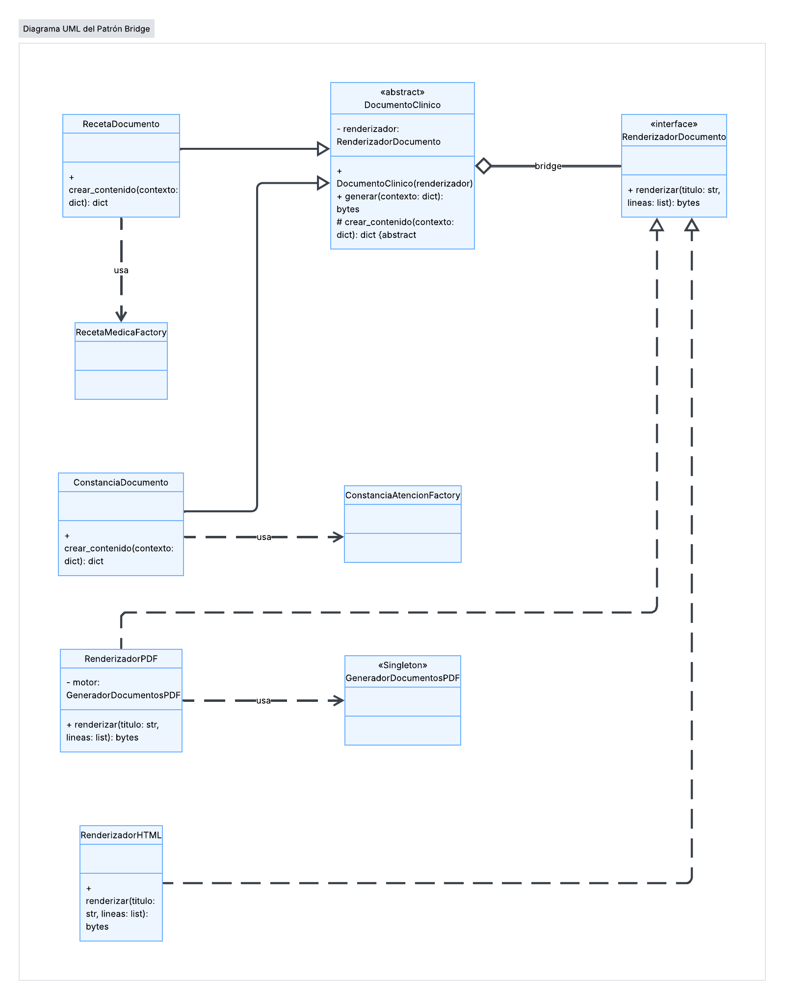 Diagrama UML del Patrón Bridge
«abstract»
DocumentoClinico
- renderizador:
RenderizadorDocumento
+
DocumentoClinico(renderizador)
+ generar(contexto: dict):
bytes
# crear_contenido(contexto:
dict): dict {abstract
RecetaDocumento
+
crear_contenido(contexto:
dict): dict
«interface»
RenderizadorDocumento
+ renderizar(titulo: str,
lineas: list): bytes
bridge
usa
RecetaMedicaFactory
ConstanciaDocumento
+
crear_contenido(contexto:
dict): dict
usa
ConstanciaAtencionFactory
RenderizadorPDF
- motor:
GeneradorDocumentosPDF
+ renderizar(titulo: str,
lineas: list): bytes
usa
«Singleton»
GeneradorDocumentosPDF
RenderizadorHTML
+
renderizar(titulo:
str, lineas: list):
bytes